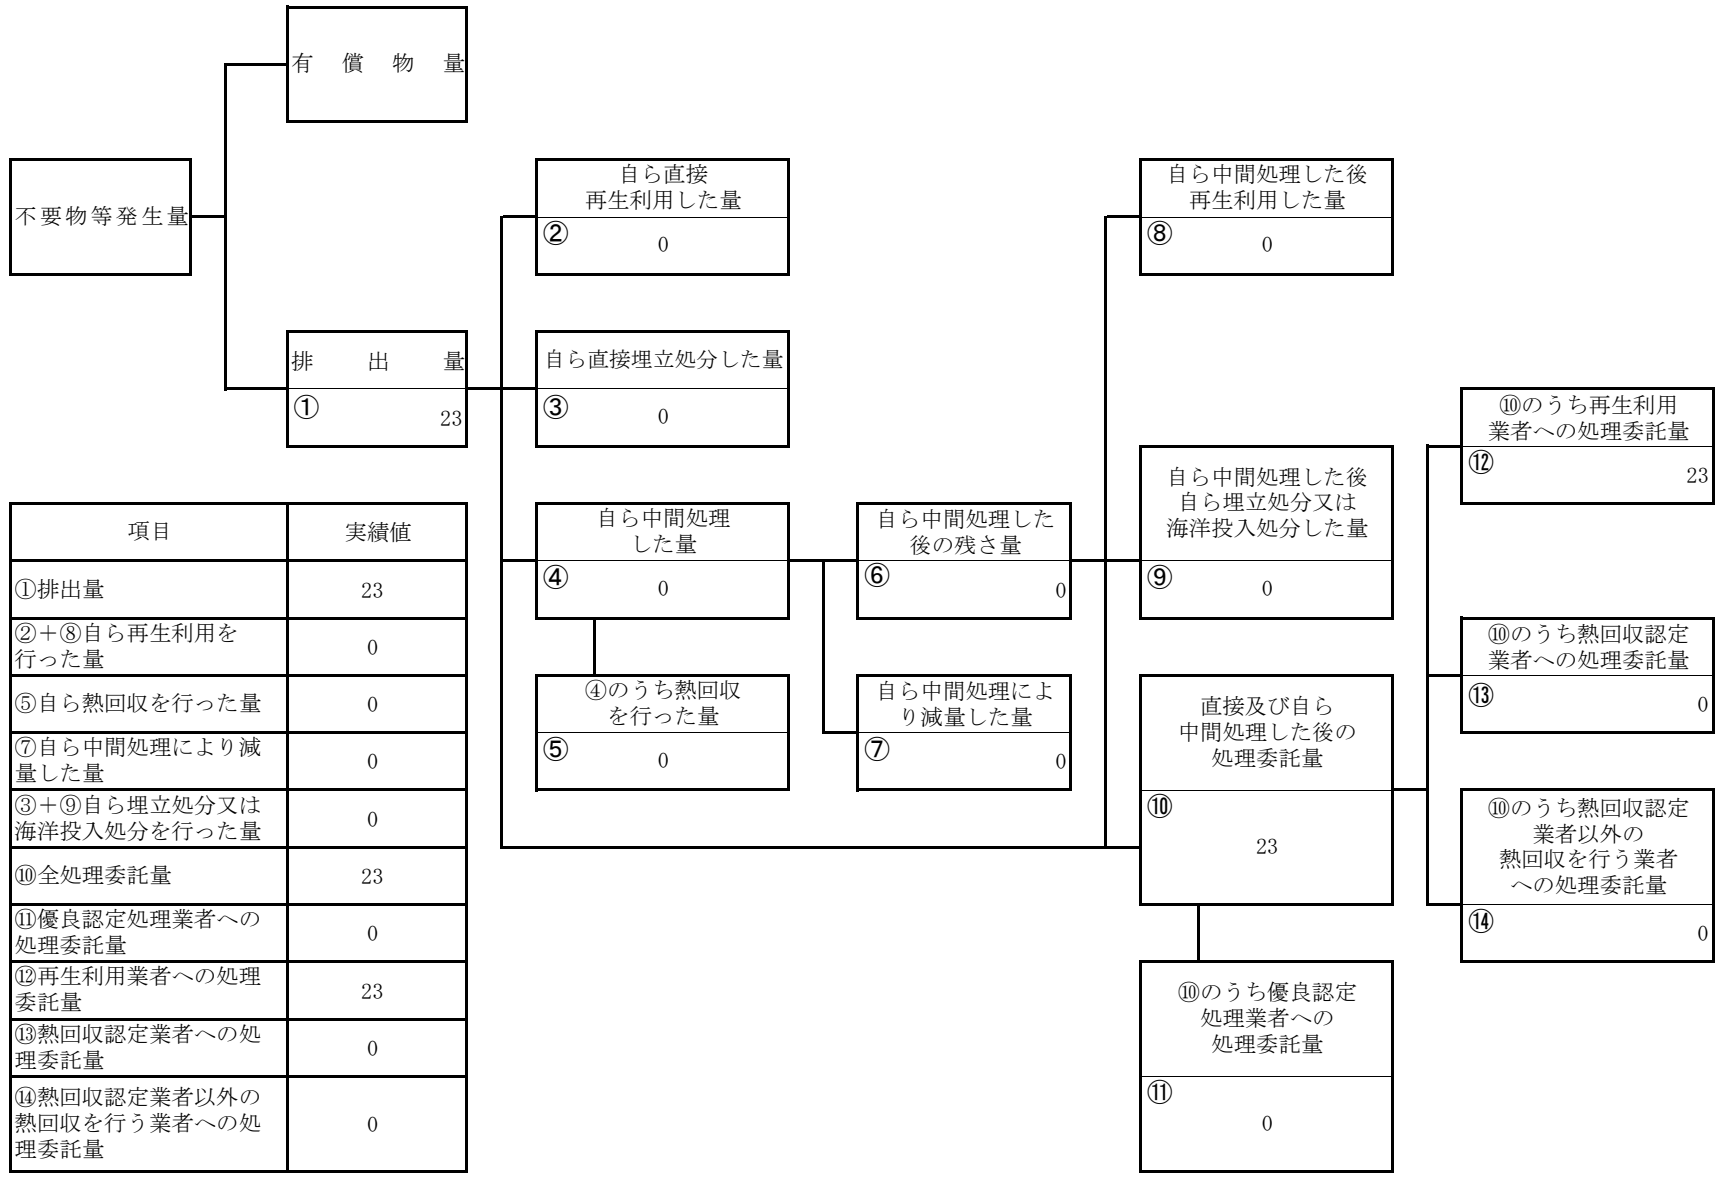 有償物量
不要物等発生量
排出量
①
23
自ら直接
再生利用した量
②
0
自ら直接埋立処分した量
③
0
自ら中間処理
した量
④
0
④のうち熱回収
を行った量
⑤
0
自ら中間処理した
後の残さ量
⑥
0
自ら中間処理によ
り減量した量
⑦
0
自ら中間処理した後
再生利用した量
⑧
0
自ら中間処理した後
自ら埋立処分又は
海洋投入処分した量
⑨
0
直接及び自ら
中間処理した後の
処理委託量
⑩
23
⑩のうち優良認定
処理業者への
処理委託量
⑪
0
⑩のうち再生利用
業者への処理委託量
⑫
23
⑩のうち熱回収認定
業者への処理委託量
⑬
0
⑩のうち熱回収認定
業者以外の
熱回収を行う業者
への処理委託量
⑭
0
項目 実績値
①排出量 23
②＋⑧自ら再生利用を
行った量
0
⑤自ら熱回収を行った量 0
⑦自ら中間処理により減
量した量
0
③＋⑨自ら埋立処分又は
海洋投入処分を行った量
0
⑩全処理委託量 23
⑪優良認定処理業者への
処理委託量
0
⑫再生利用業者への処理
委託量
23
⑬熱回収認定業者への処
理委託量
0
⑭熱回収認定業者以外の
熱回収を行う業者への処
理委託量
0